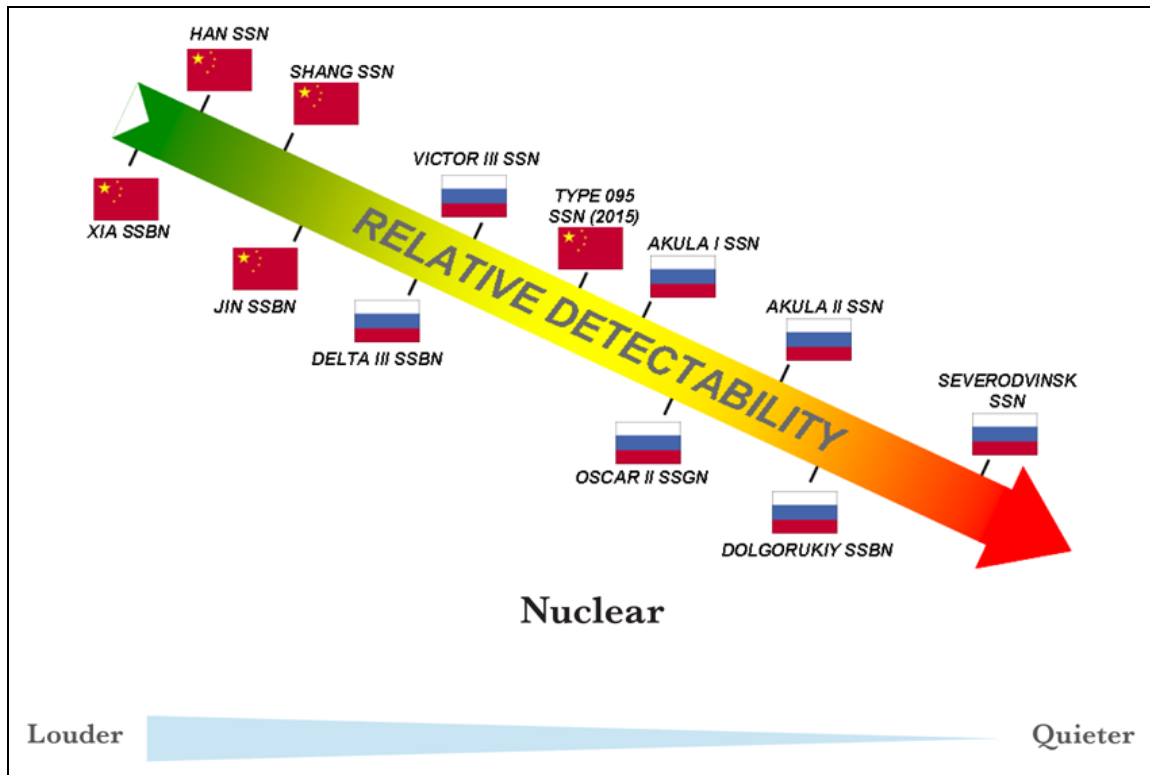 HAN SSN
SHANG SSN
VICTOR III SSN
TYPE 095
SSN (2015)
XIA SSBN
AKULA I SSN
JIN SSBN
AKULA II SSN
DELTA III SSBN
RELATIVE DETECTABILITY
SEVERODVINSK
SSN
OSCAR II SSGN
DOLGORUKIY SSBN
Nuclear
Louder
Quieter